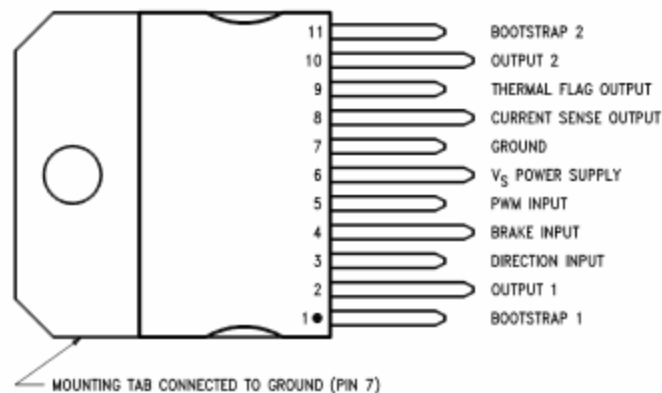 11 BOOTSTRAP 2
10 OUTPUT 2
9 THERMAL FLAG OUTPUT
8 CURRENT SENSE OUTPUT
7 GROUND
6 VS POWER SUPPLY
5 PWM INPUT
4 BRAKE INPUT
3 DIRECTION INPUT
2 OUTPUT 1
1 BOOTSTRAP 1
MOUNTING TAB CONNECTED TO GROUND (PIN 7)